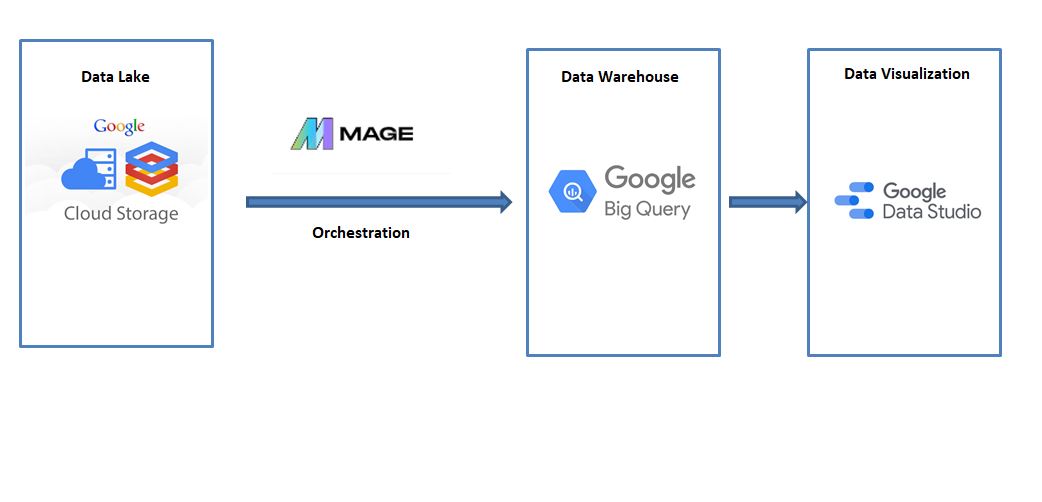 Data Lake
Google
Cloud Storage
MAGE
Orchestration
Data Warehouse
Google
Big Query
Data Visualization
Google
Data Studio